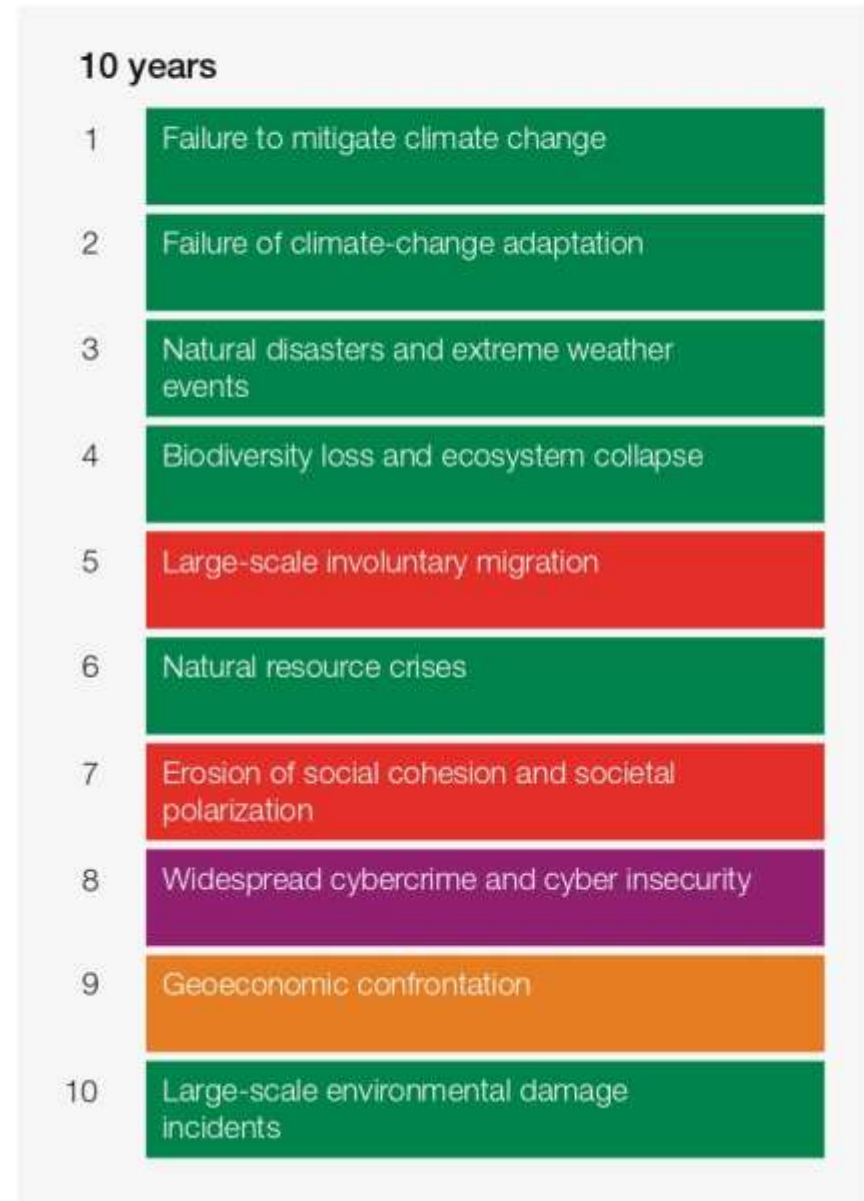 10 years
1 Failure to mitigate climate change
2 Failure of climate-change adaptation
3 Natural disasters and extreme weather
events
4 Biodiversity loss and ecosystem collapse
5 Large-scale involuntary migration
6 Natural resource crises
7 Erosion of social cohesion and societal
polarization
8 Widespread cybercrime and cyber insecurity
9 Geoeconomic confrontation
10 Large-scale environmental damage
incidents